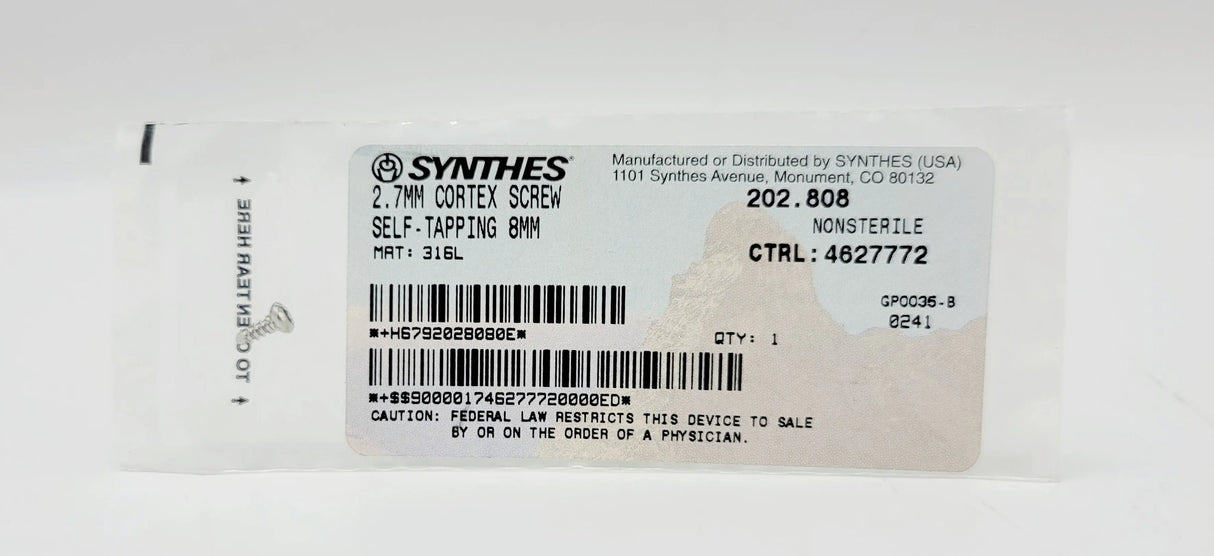 SYNTHES®
Manufactured or Distributed by SYNTHES (USA)
1101 Synthes Avenue, Monument, CO 80132
2.7MM CORTEX SCREW
SELF-TAPPING 8MM
MAT: 316L
202.808
NONSTERILE
CTRL: 4627772
GP0035-B
0241
*+H6792028080E*
QTY: 1
*+$$900001746277720000ED*
CAUTION: FEDERAL LAW RESTRICTS THIS DEVICE TO SALE
BY OR ON THE ORDER OF A PHYSICIAN.
TO TEAR HERE